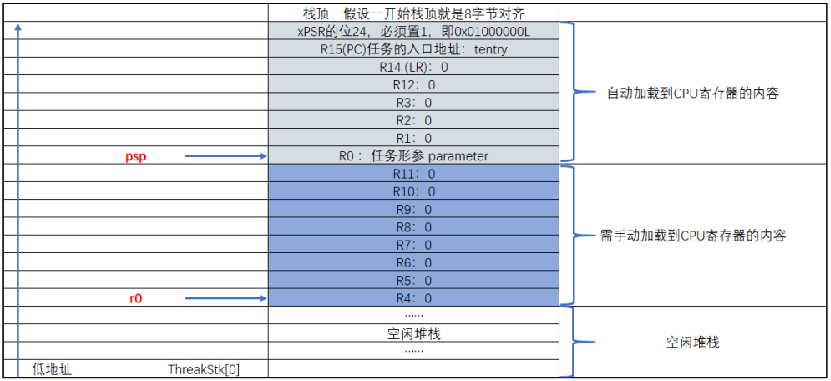 栈顶，假设一开始栈顶就是8字节对齐
xPSR的位24，必须置1，即0x01000000L
R15(PC)任务的入口地址：tentry
R14 (LR)：0
R12：0
自动加载到CPU寄存器的内容
R3：0
R2：0
R1：0
psp
R0 ：任务形参 parameter
R11：0
R10：0
R9：0
R8：0
需手动加载到CPU寄存器的内容
R7：0
R6：0
R5：0
r0
R4：0
……
空闲堆栈
空闲堆栈
……
低地址
ThreakStk[0]